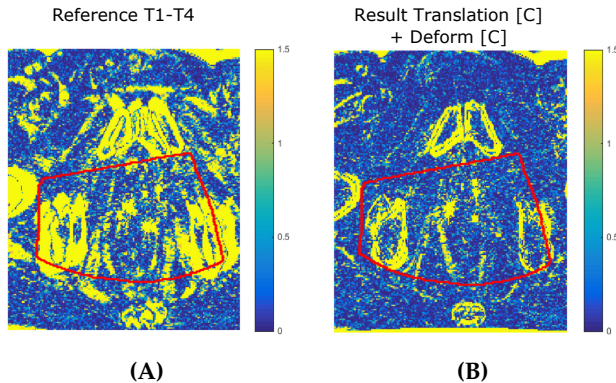 Reference T1-T4
Result Translation [C]
+ Deform [C]
1.5
1
0.5
0
1.5
1
0.5
0
(A)
(B)